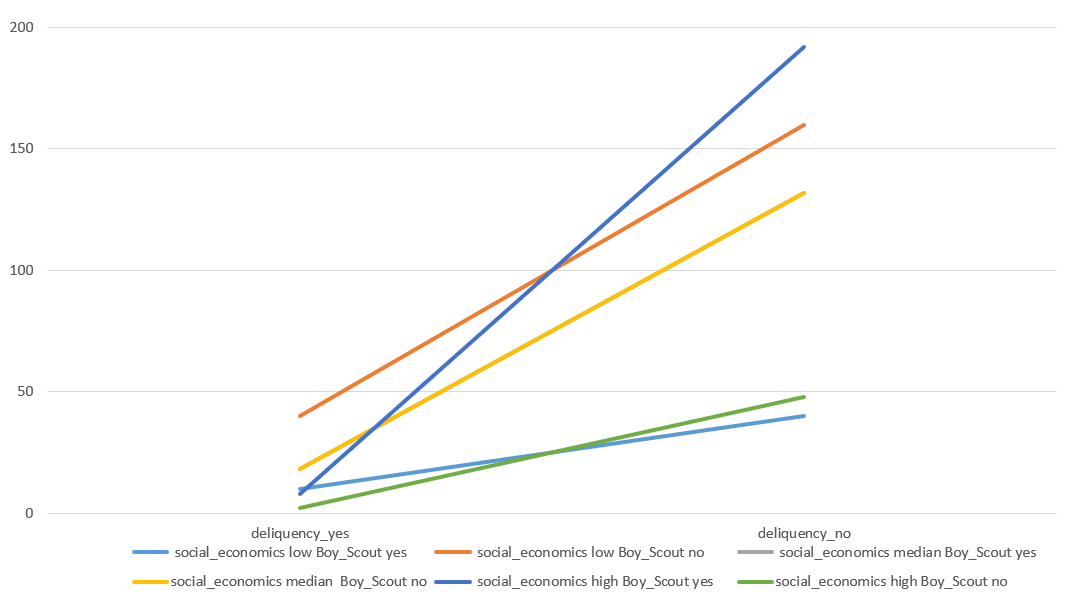 200
150
100
50
0
deliquency_yes deliquency_no
social_economics low Boy_Scout yes social_economics low Boy_Scout no social_economics median Boy_Scout yes
social_economics median  Boy_Scout no social_economics high Boy_Scout yes social_economics high Boy_Scout no